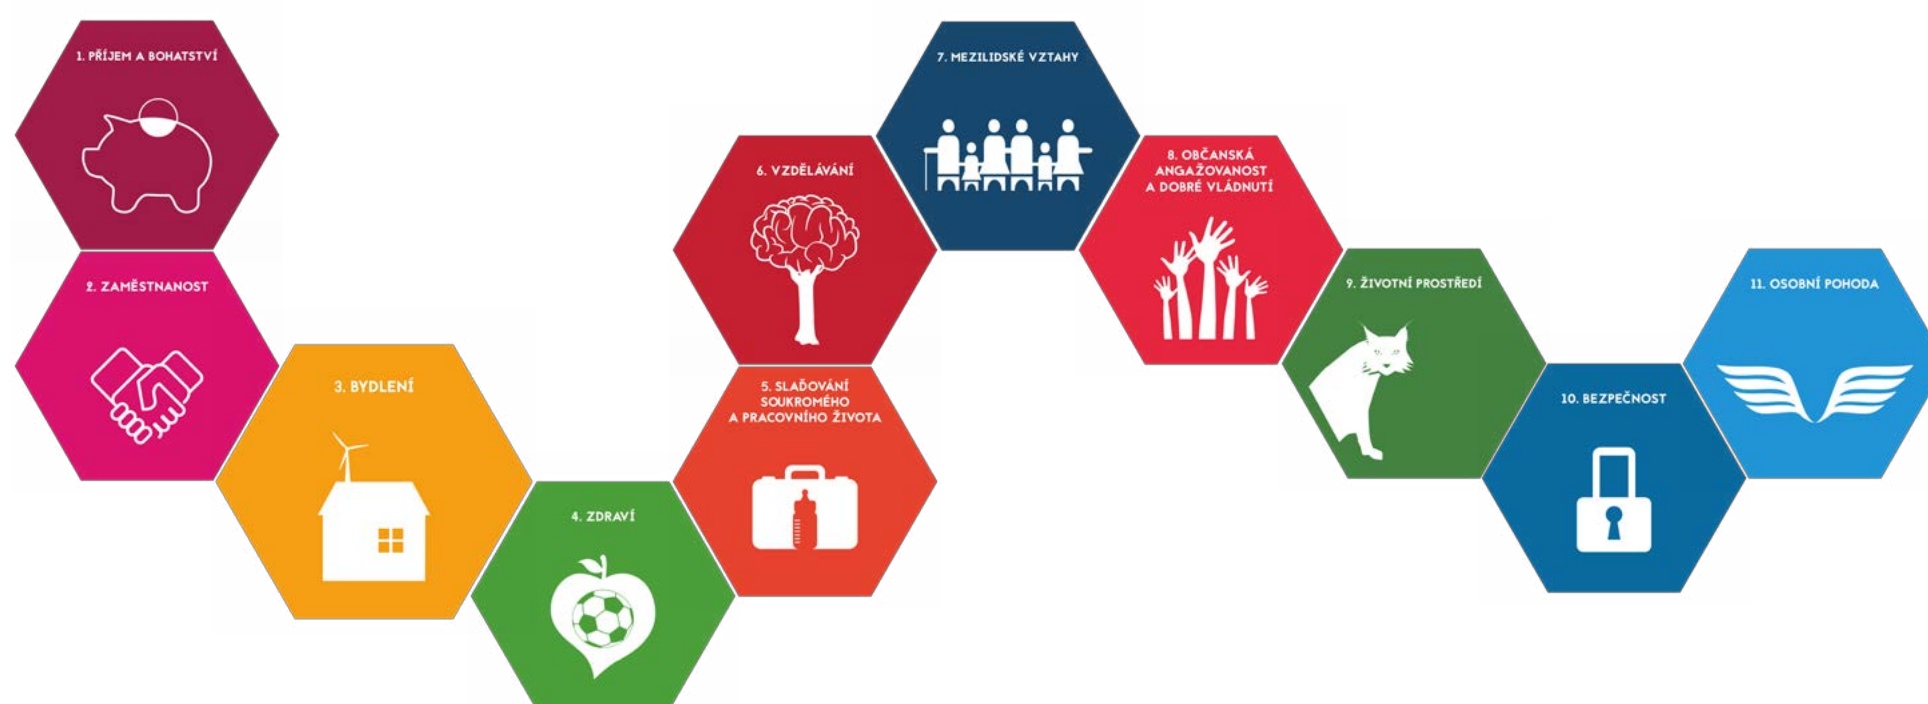 1. PŘÍJEM A BOHATSTVÍ
2. ZAMĚSTNANOST
3. BYDLENÍ
4. ZDRAVÍ
5. SLAĎOVÁNÍ
SOUKROMÉHO
A PRACOVNÍHO ŽIVOTA
6. VZDĚLÁVÁNÍ
7. MEZILIDSKÉ VZTAHY
8. OBČANSKÁ
ANGAŽOVANOST
A DOBRÉ VLÁDNUTÍ
9. ŽIVOTNÍ PROSTŘEDÍ
10. BEZPEČNOST
11. OSOBNÍ POHODA